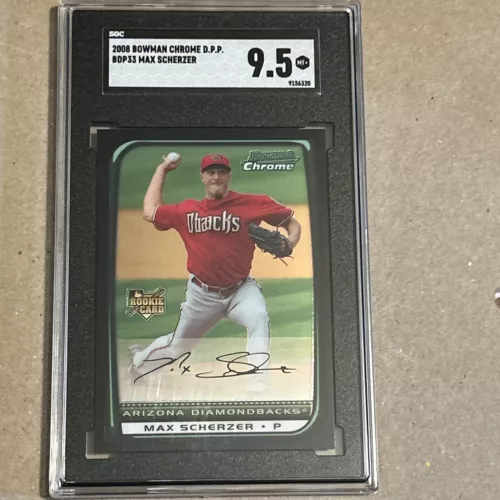 SGC
2008 BOWMAN CHROME D.P.P.
BDP33 MAX SCHERZER
9.5
MT+
9156320
Bowman
Chrome
Dbacks
ROOKIE
CARD
ARIZONA DIAMONDBACKS®
MAX SCHERZER • P